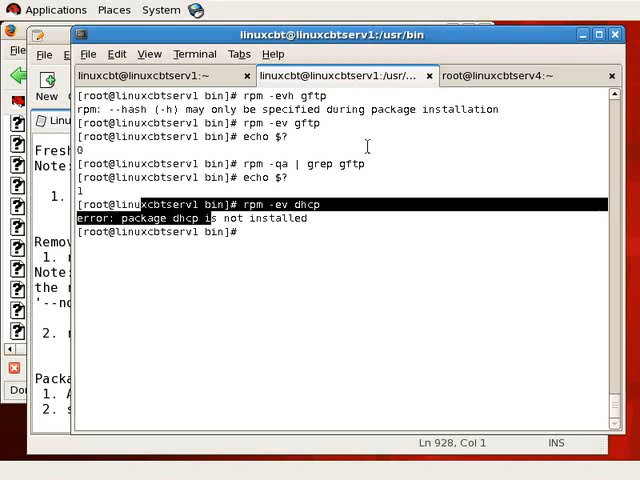 Applications Places System
linuxcbt@linuxcbtserv1:/usr/bin
File
File
File Edit View Terminal Tabs Help
linuxcbt@linuxcbtserv1:~ × linuxcbt@linuxcbtserv1:/usr/... × root@linuxcbtserv4:~ ×
New
[root@linuxcbtserv1 bin]# rpm -evh gftp
rpm: --hash (-h) may only be specified during package installation
[root@linuxcbtserv1 bin]# rpm -ev gftp
[root@linuxcbtserv1 bin]# echo $?
0
[root@linuxcbtserv1 bin]# rpm -qa | grep gftp
[root@linuxcbtserv1 bin]# echo $?
1
[root@linuxcbtserv1 bin]# rpm -ev dhcp
error: package dhcp is not installed
[root@linuxcbtserv1 bin]#
Linu
Fresh
Note:
1.
Remov
1. r
Note:
the r
'--no
2. r
Packa
1. A
2. s
Don
Ln 928, Col 1 INS